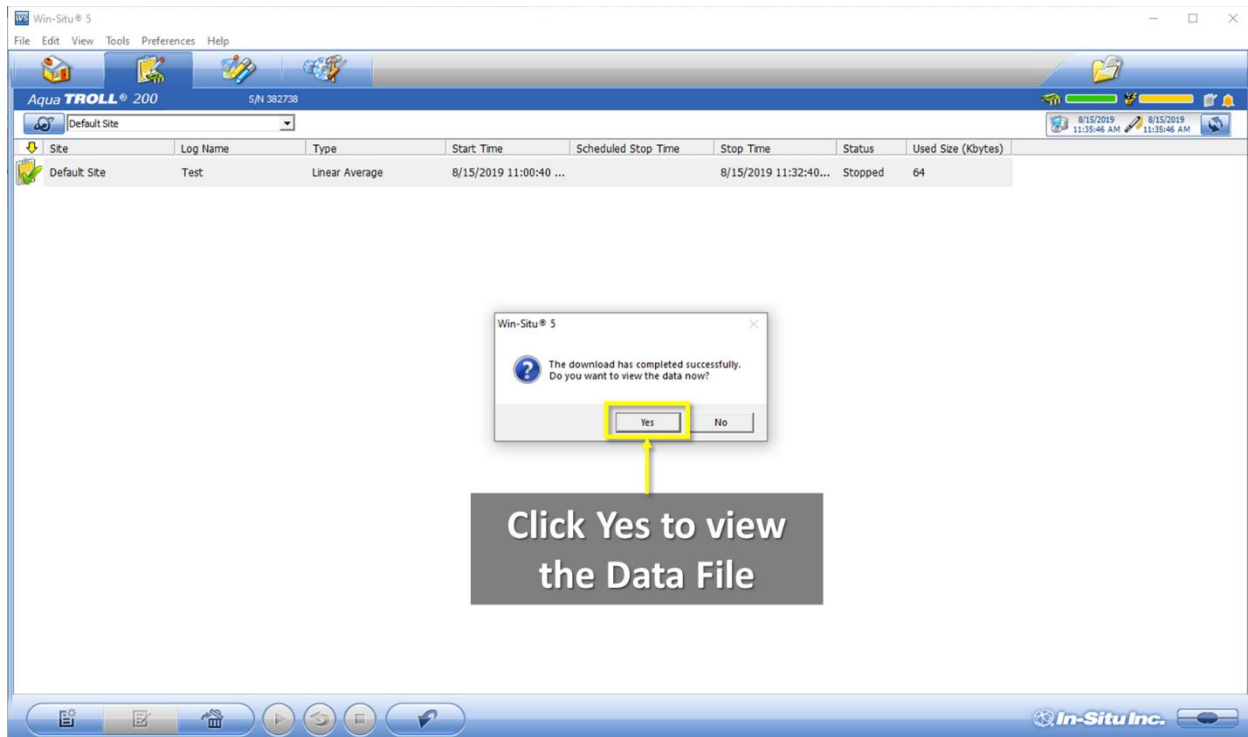 Win-Situ® 5
File Edit View Tools Preferences Help
Aqua TROLL® 200 S/N 382738
Default Site
8/15/2019 11:35:46 AM 8/15/2019 11:35:46 AM
Site Log Name Type Start Time Scheduled Stop Time Stop Time Status Used Size (Kbytes)
Default Site Test Linear Average 8/15/2019 11:00:40 ... 8/15/2019 11:32:40... Stopped 64
Win-Situ® 5
The download has completed successfully.
Do you want to view the data now?
Yes No
Click Yes to view
the Data File
In-Situ Inc.